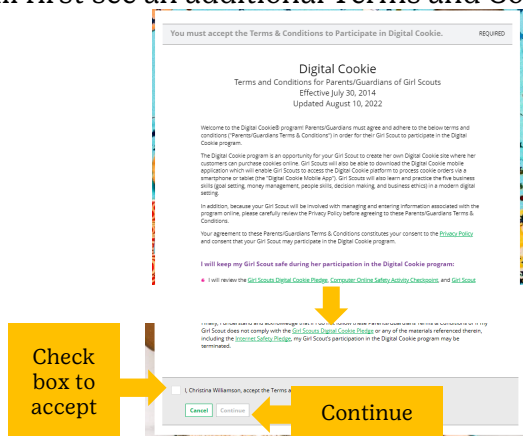 first see an additional Terms and Co
You must accept the Terms & Conditions to Participate in Digital Cookie. REQUIRED
Digital Cookie
Terms and Conditions for Parents/Guardians of Girl Scouts
Effective July 30, 2014
Updated August 10, 2022
Welcome to the Digital Cookie® program! Parents/Guardians must agree and adhere to the below terms and
conditions ("Parents/Guardians Terms & Conditions") in order for their Girl Scout to participate in the Digital
Cookie program.
The Digital Cookie program is an opportunity for your Girl Scout to create her own Digital Cookie site where her
customers can purchase cookies online. Girl Scouts will also be able to download the Digital Cookie mobile
application which will enable Girl Scouts to access the Digital Cookie platform to process cookie orders via a
smartphone or tablet (the "Digital Cookie Mobile App"). Girl Scouts will also learn and practice the five business
skills (goal setting, money management, people skills, decision making, and business ethics) in a modern digital
setting.
In addition, because your Girl Scout will be involved with managing and entering information associated with the
program online, please carefully review the Privacy Policy before agreeing to these Parents/Guardians Terms &
Conditions.
Your agreement to these Parents/Guardians Terms & Conditions constitutes your consent to the Privacy Policy
and consent that your Girl Scout may participate in the Digital Cookie program.
I will keep my Girl Scout safe during her participation in the Digital Cookie program:
I will review the Girl Scouts Digital Cookie Pledge, Computer Online Safety Activity Checkpoint, and Girl Scout
Girl Scout does not comply with the Girl Scouts Digital Cookie Pledge or any of the materials referenced therein,
including the Internet Safety Pledge, my Girl Scout's participation in the Digital Cookie program may be
terminated.
Check
box to
accept
I, Christina Williamson, accept the Terms a
Cancel Continue
Continue